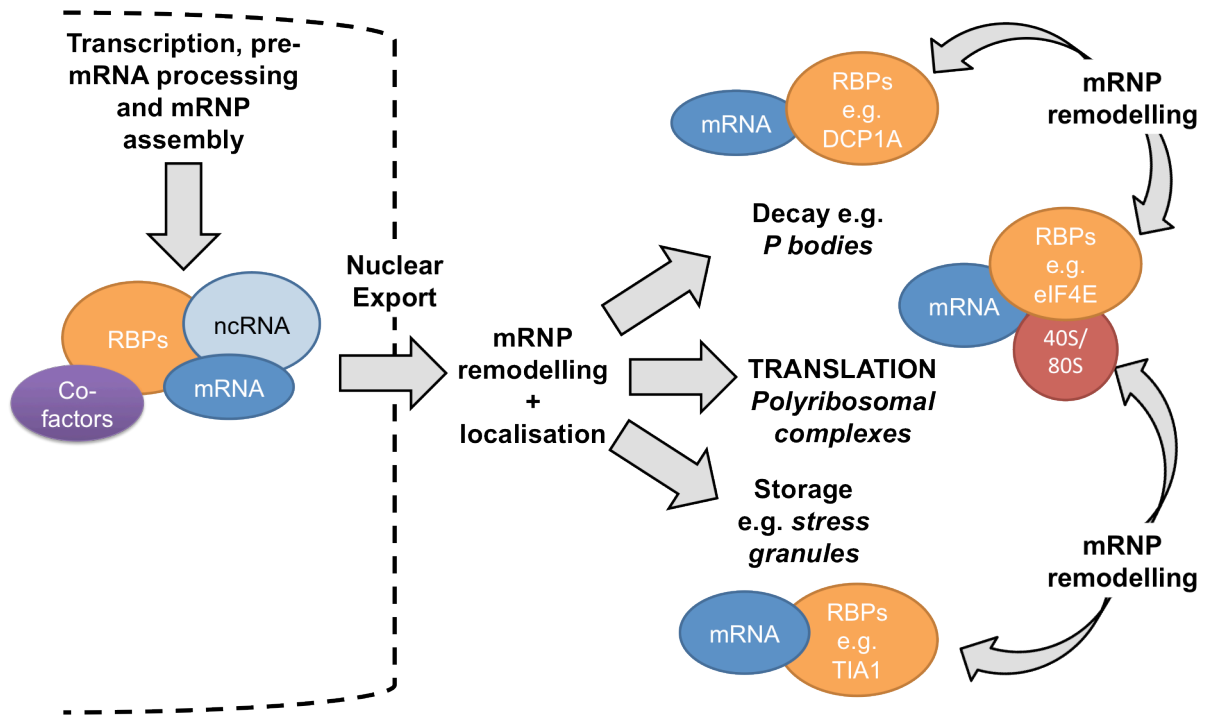 Transcription, pre-
mRNA processing
and mRNP
assembly
RBPs
ncRNA
mRNA
Co-
factors
Nuclear
Export
mRNP
remodelling
+
localisation
mRNA
RBPs
e.g.
DCP1A
Decay e.g.
P bodies
TRANSLATION
Polyribosomal
complexes
Storage
e.g. stress
granules
mRNA
RBPs
e.g.
TIA1
mRNP
remodelling
mRNA
RBPs
e.g.
eIF4E
40S/
80S
mRNP
remodelling